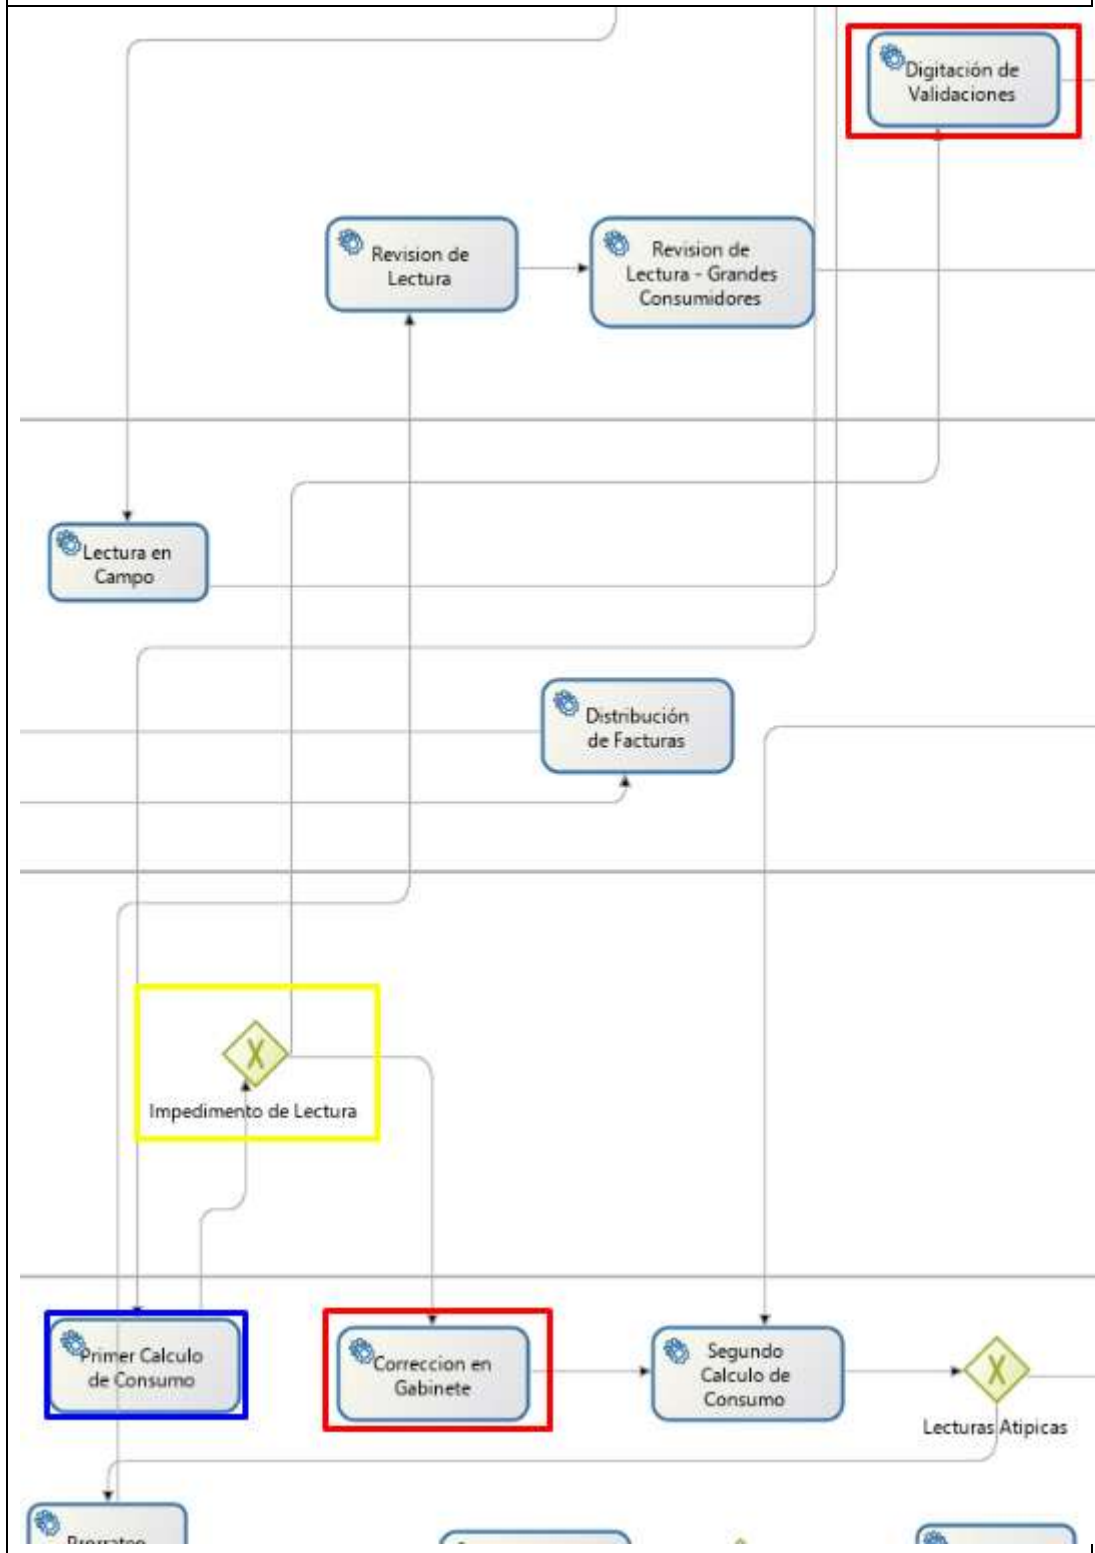 Digitación de
Validaciones
Revision de
Lectura
Revision de
Lectura - Grandes
Consumidores
Lectura en
Campo
Distribución
de Facturas
Impedimento de Lectura
Primer Calculo
de Consumo
Correccion en
Gabinete
Segundo
Calculo de
Consumo
Lecturas Atipicas